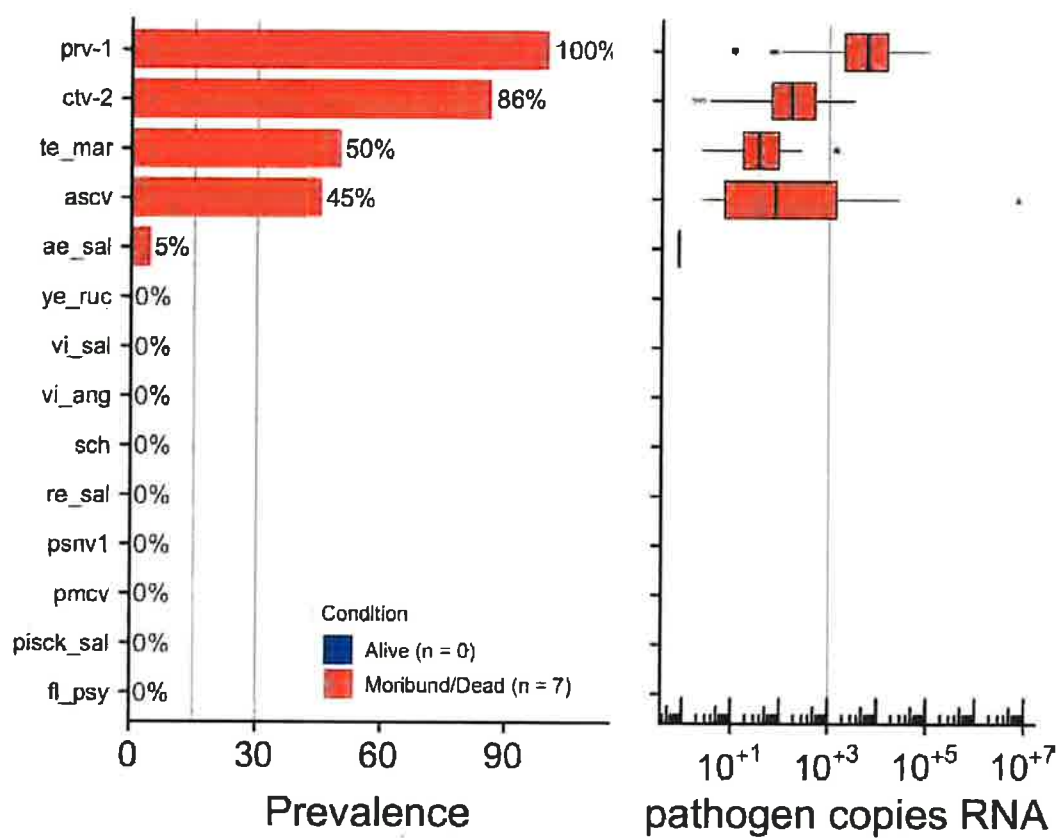 prv-1
100%
ctv-2
86%
te_mar
50%
ascv
45%
ae_sal
5%
ye_ruc
0%
vi_sal
0%
vi_ang
0%
sch
0%
re_sal
0%
psnv1
0%
pmcv
0%
pisck_sal
0%
fl_psy
0%
Condition
Alive (n = 0)
Moribund/Dead (n = 7)
0 30 60 90
Prevalence
10+1 10+3 10+5 10+7
pathogen copies RNA